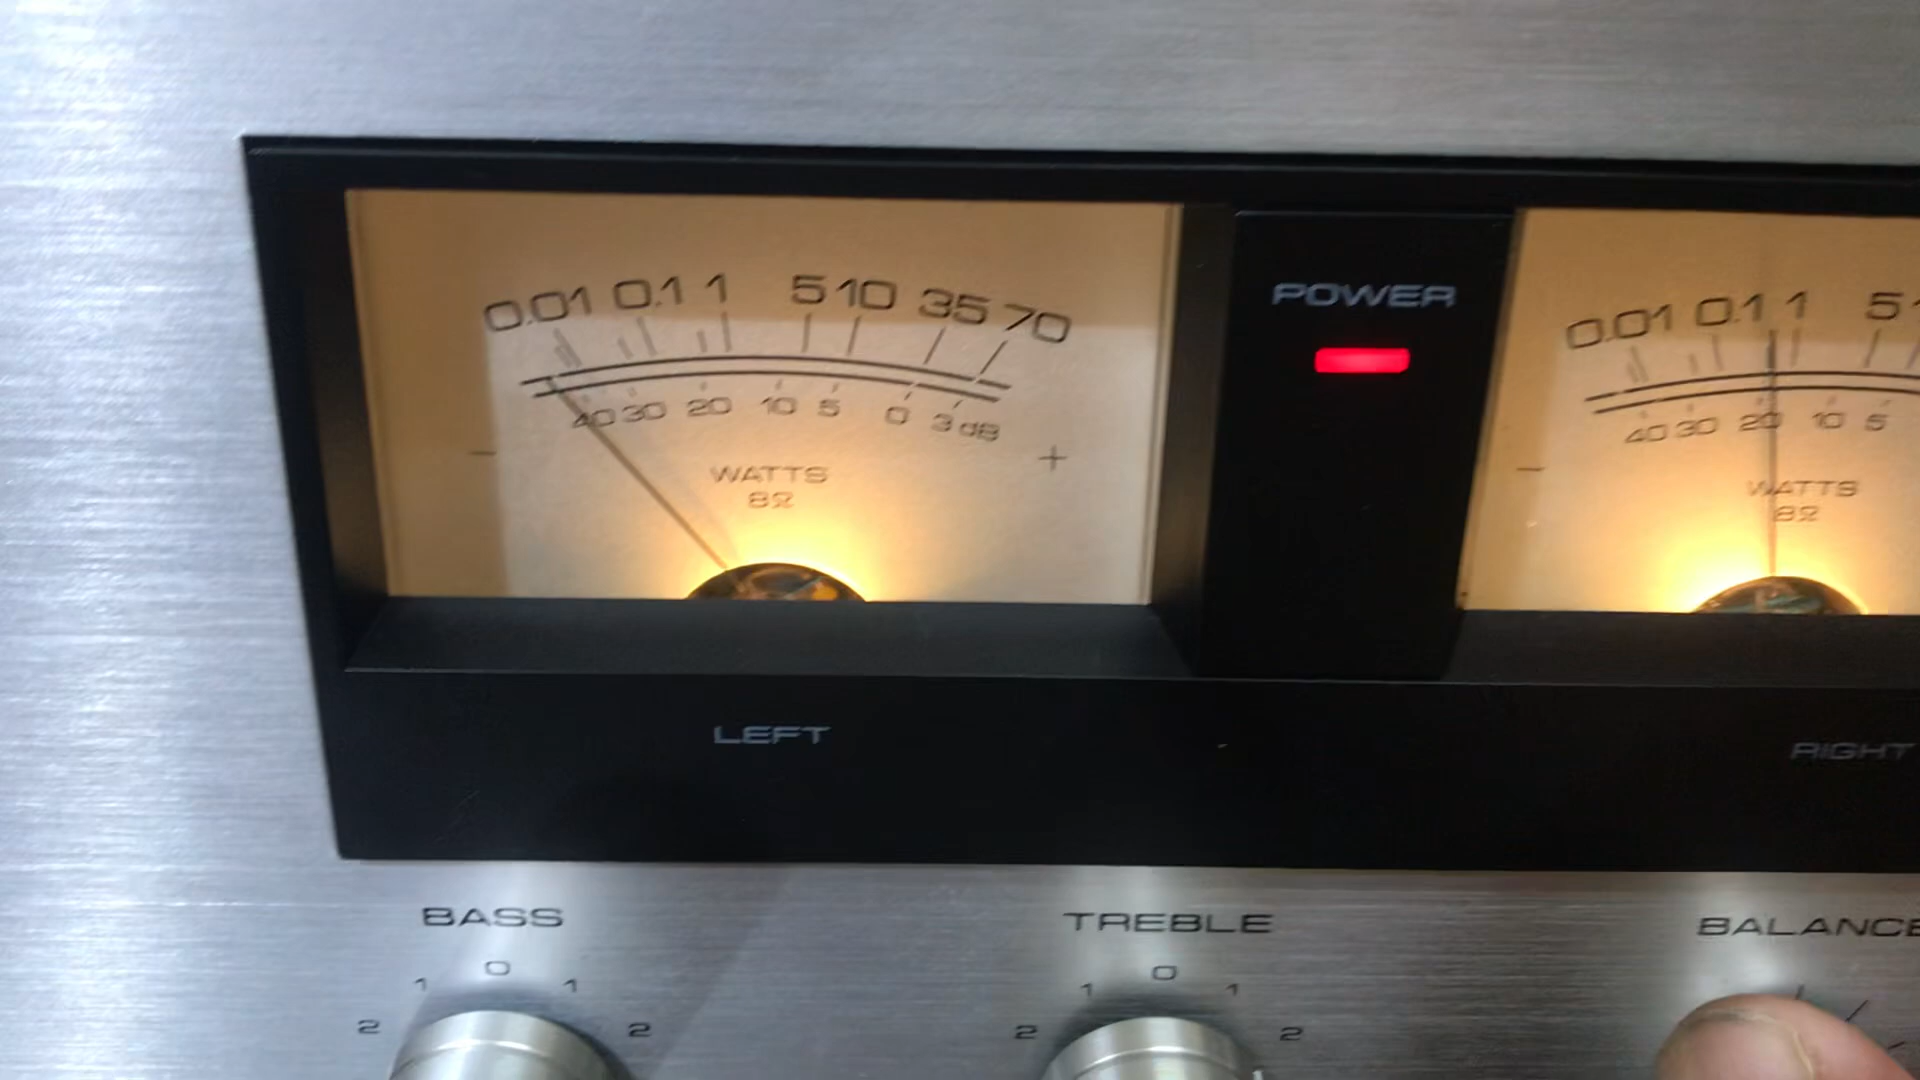 0.01 0.1 1 5 10 35 70
40 30 20 10 5 0 3 dB
− +
WATTS
8Ω
LEFT
POWER
0.01 0.1 1 5 1
40 30 20 10 5
−
WATTS
8Ω
RIGHT
BASS
2 1 0 1 2
TREBLE
2 1 0 1 2
BALANCE